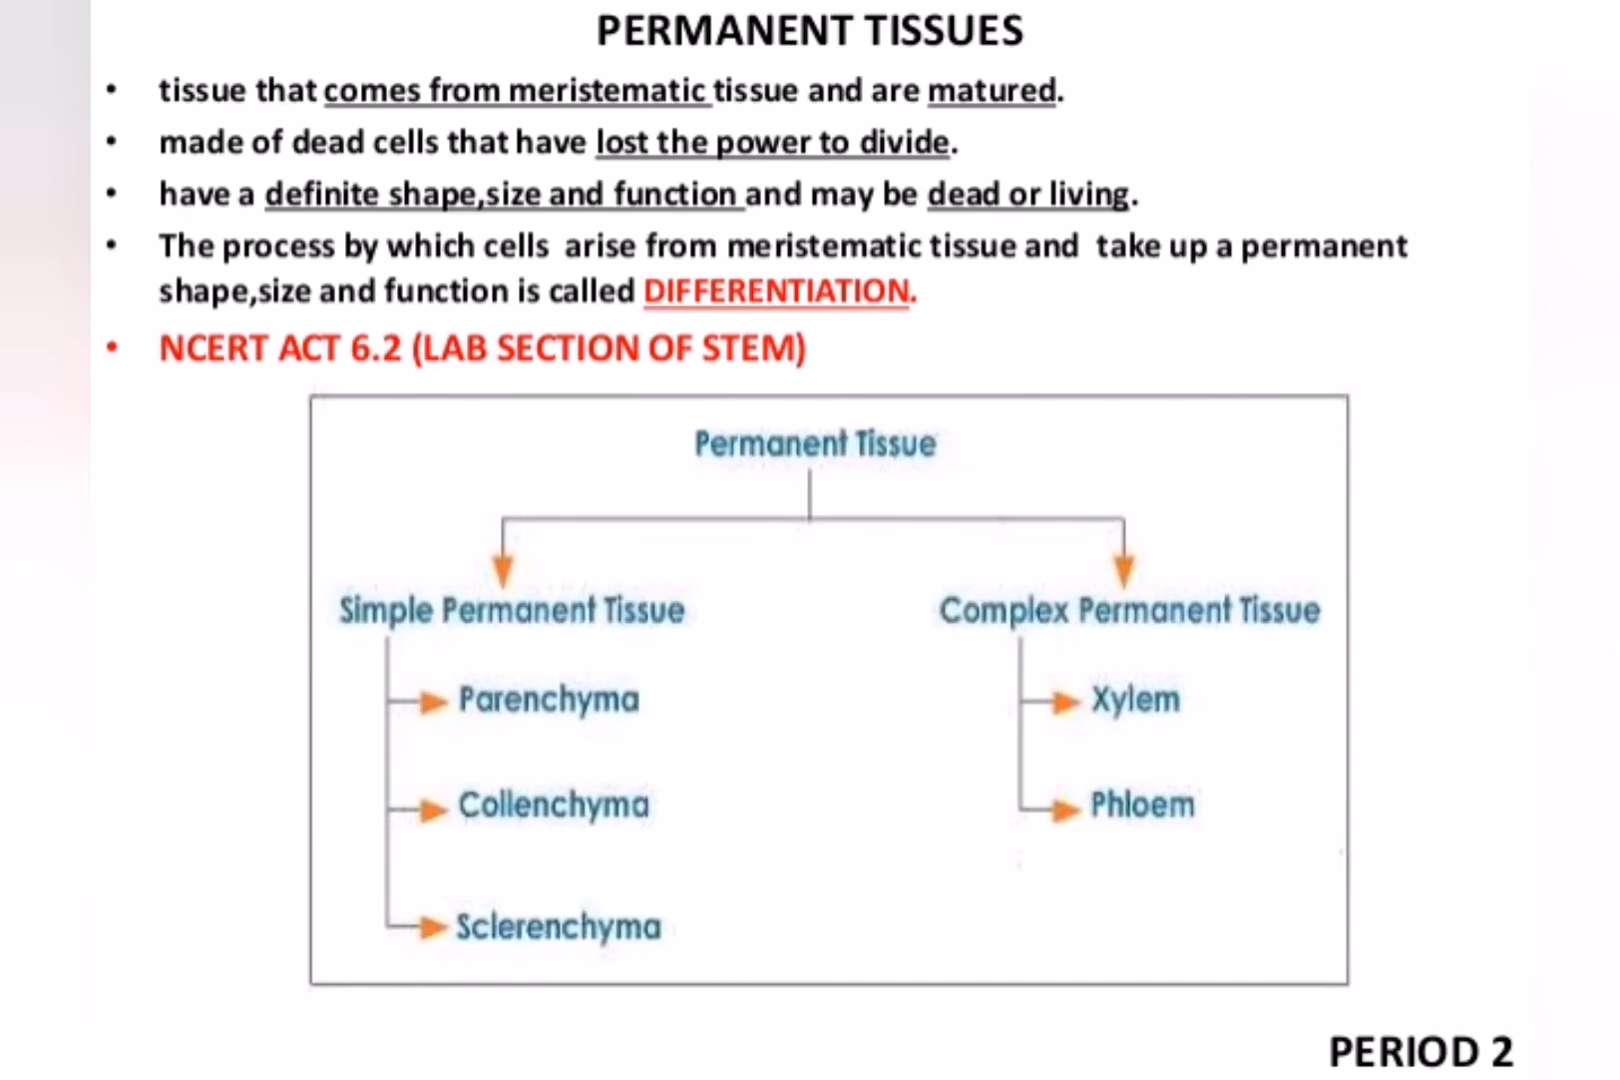 PERMANENT TISSUES
• tissue that comes from meristematic tissue and are matured.
• made of dead cells that have lost the power to divide.
• have a definite shape,size and function and may be dead or living.
• The process by which cells arise from meristematic tissue and take up a permanent
shape,size and function is called DIFFERENTIATION.
• NCERT ACT 6.2 (LAB SECTION OF STEM)
Permanent Tissue
Simple Permanent Tissue
Complex Permanent Tissue
Parenchyma
Xylem
Collenchyma
Phloem
Sclerenchyma
PERIOD 2